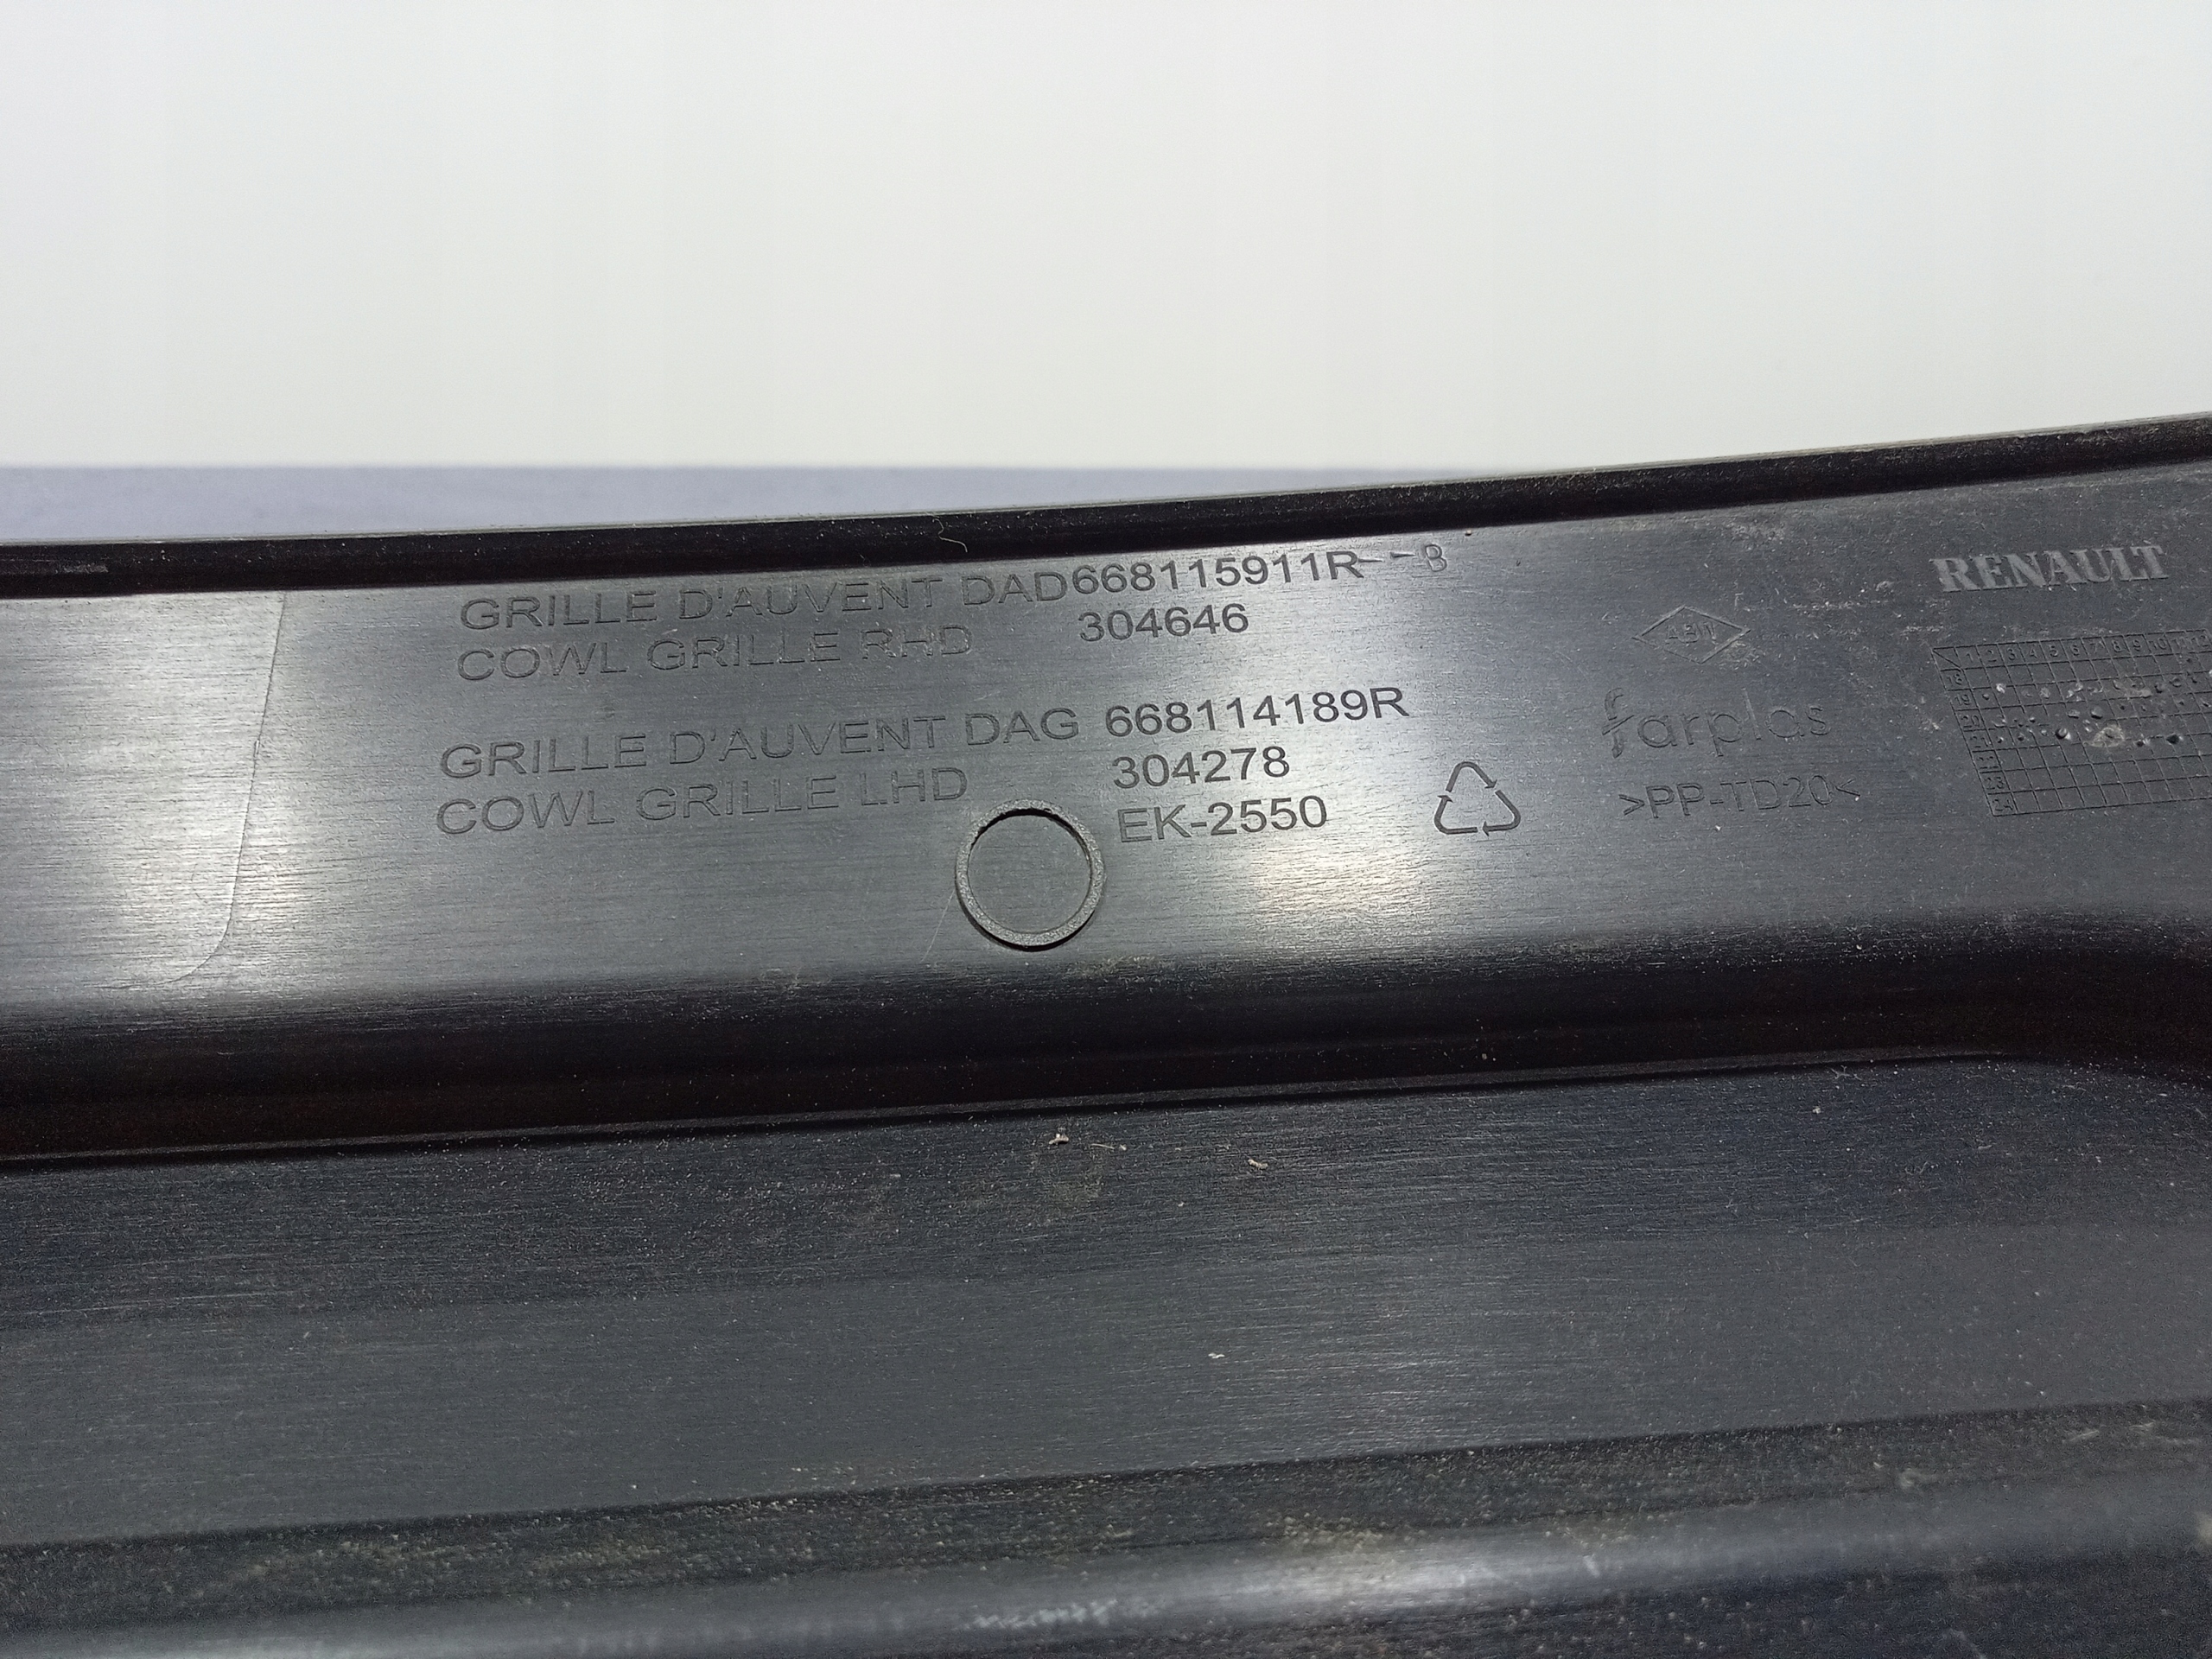 GRILLE D'AUVENT DAD668115911R--B
COWL GRILLE RHD 304646
GRILLE D'AUVENT DAG 668114189R
COWL GRILLE LHD 304278
EK-2550
RENAULT
farplas
>PP-TD20<